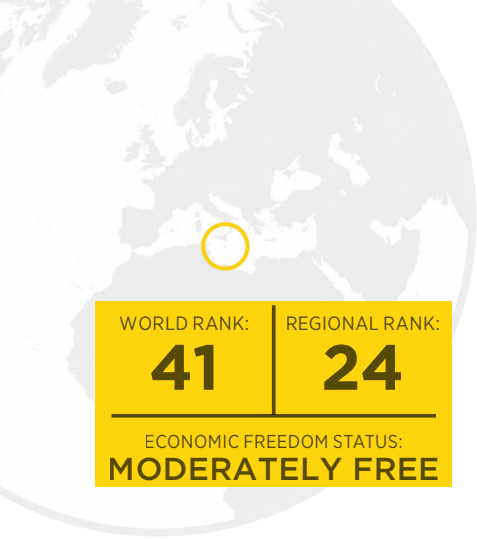 WORLD RANK:
41
REGIONAL RANK:
24
ECONOMIC FREEDOM STATUS:
MODERATELY FREE